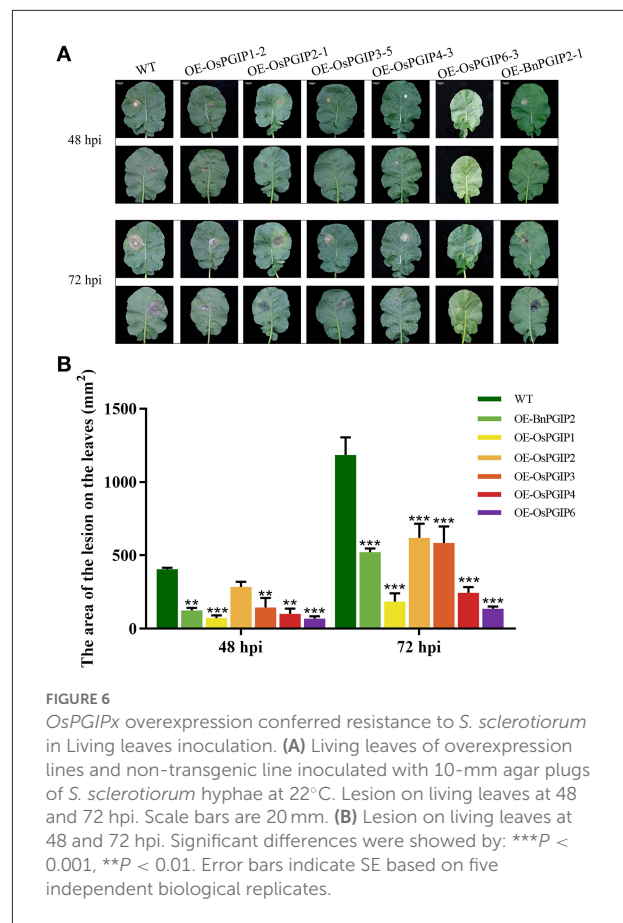 A
WT
OE-OsPGIP1-2
OE-OsPGIP2-1
OE-OsPGIP3-5
OE-OsPGIP4-3
OE-OsPGIP6-3
OE-BnPGIP2-1
48 hpi
72 hpi
B
The area of the lesion on the leaves (mm²)
1500
1000
500
0
WT
OE-BnPGIP2
OE-OsPGIP1
OE-OsPGIP2
OE-OsPGIP3
OE-OsPGIP4
OE-OsPGIP6
** *** ** ** ***
*** *** *** *** *** ***
48 hpi
72 hpi
FIGURE 6
OsPGIPx overexpression conferred resistance to S. sclerotiorum
in Living leaves inoculation. (A) Living leaves of overexpression
lines and non-transgenic line inoculated with 10-mm agar plugs
of S. sclerotiorum hyphae at 22°C. Lesion on living leaves at 48
and 72 hpi. Scale bars are 20 mm. (B) Lesion on living leaves at
48 and 72 hpi. Significant differences were showed by: ***P <
0.001, **P < 0.01. Error bars indicate SE based on five
independent biological replicates.